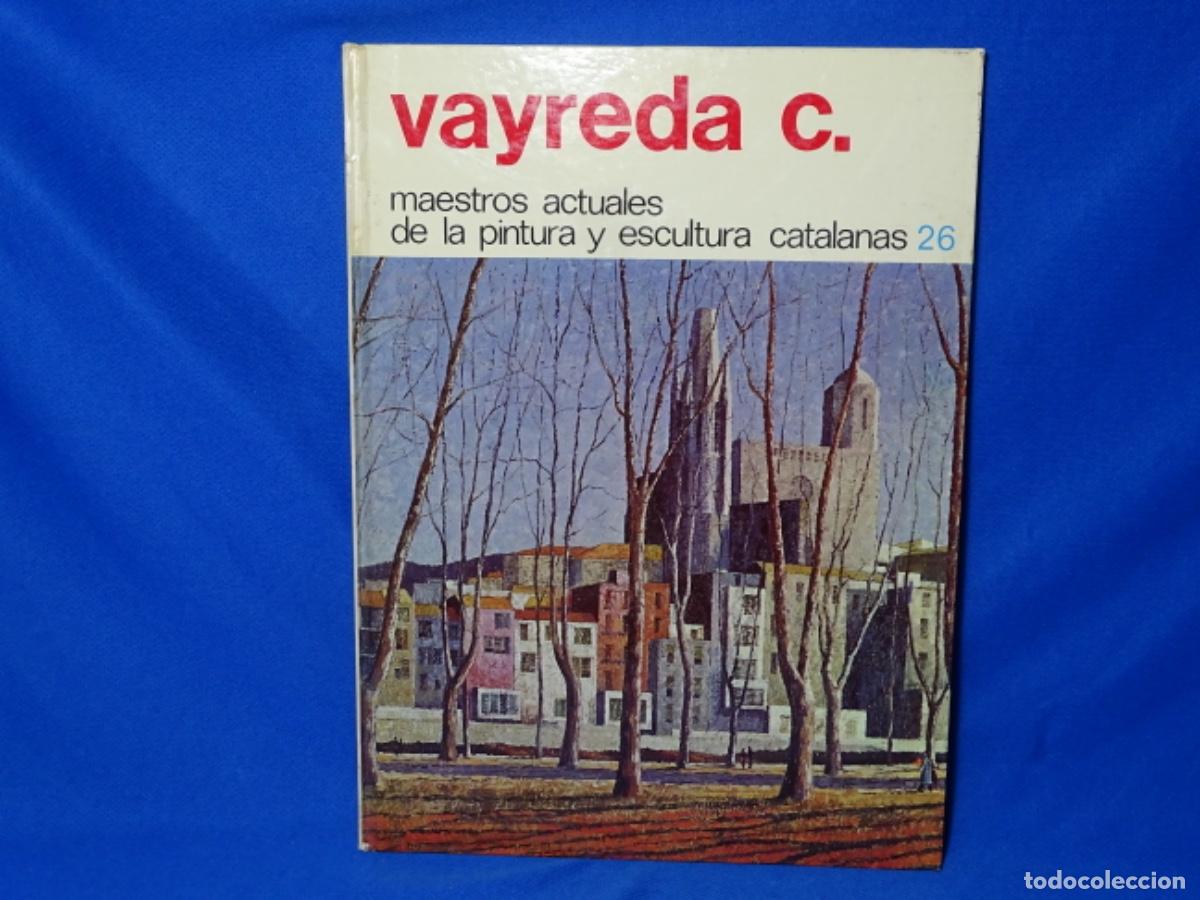 vayreda c.
maestros actuales
de la pintura y escultura catalanas 26
todocoleccion